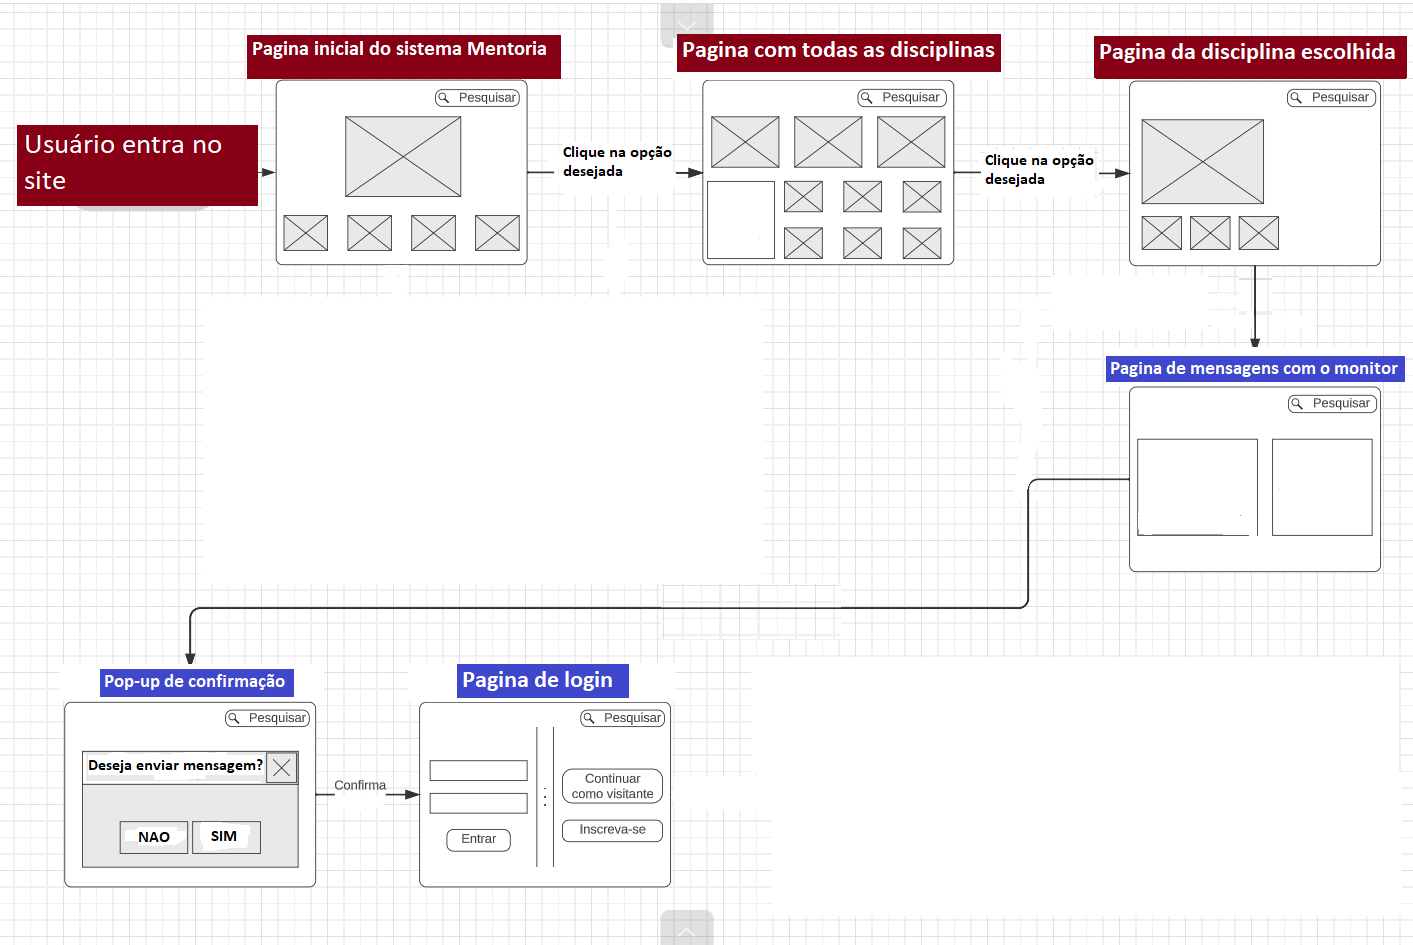 Pagina inicial do sistema Mentoria
Pagina com todas as disciplinas
Pagina da disciplina escolhida
Pesquisar
Pesquisar
Pesquisar
Usuário entra no
site
Clique na opção
desejada
Clique na opção
desejada
Pagina de mensagens com o monitor
Pesquisar
Pop-up de confirmação
Pagina de login
Pesquisar
Pesquisar
Deseja enviar mensagem?
NAO
SIM
Confirma
Continuar
como visitante
Entrar
Inscreva-se